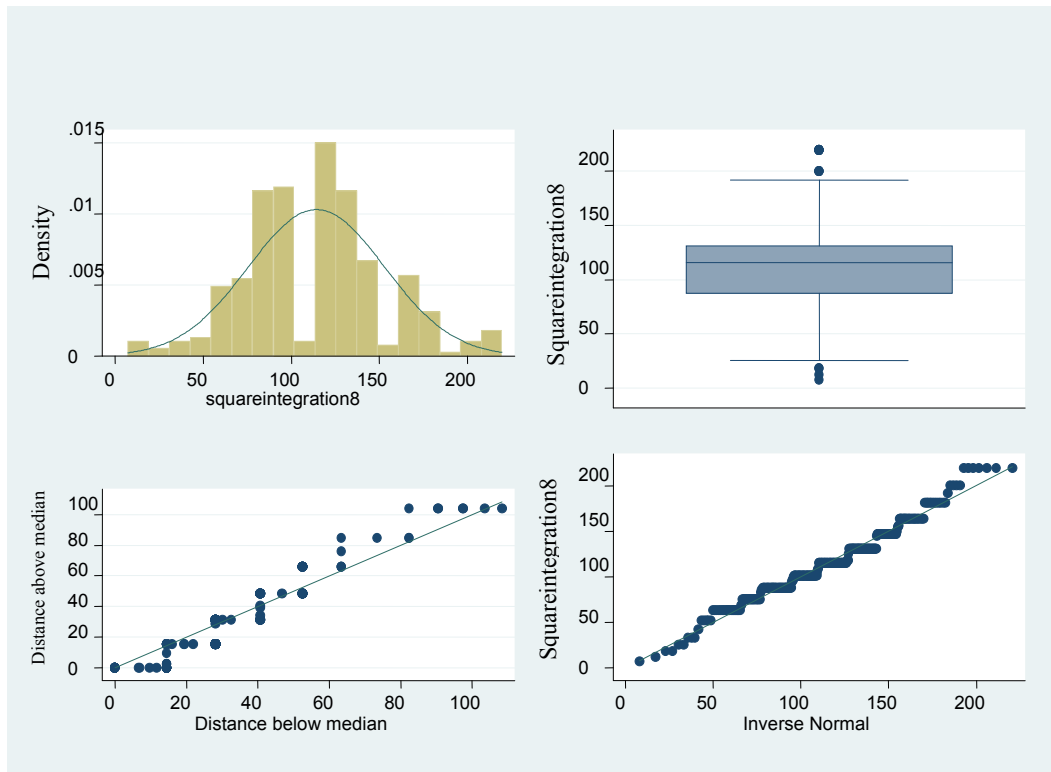 Density
.015
.01
.005
0
0 50 100 150 200
squareintegration8
Squareintegration8
200
150
100
50
0
Distance above median
100
80
60
40
20
0
0 20 40 60 80 100
Distance below median
Squareintegration8
200
150
100
50
0
0 50 100 150 200
Inverse Normal